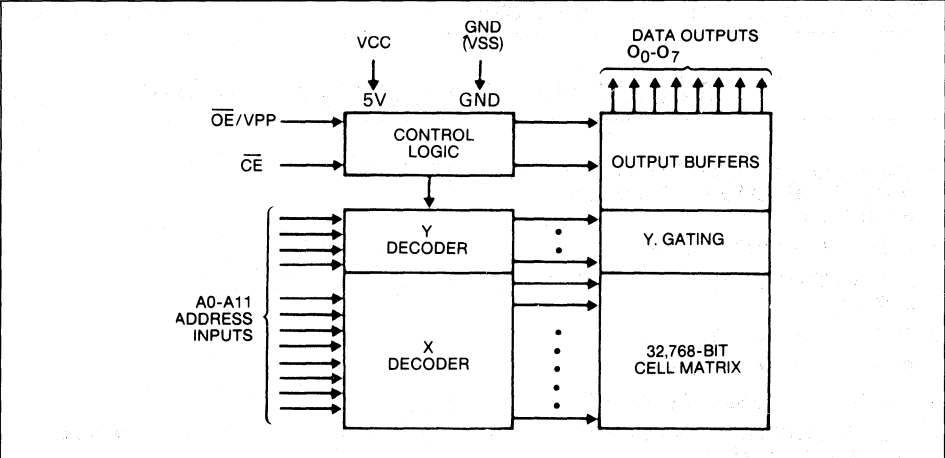 VCC
GND
(VSS)
DATA OUTPUTS
O0-O7
5V
GND
OE/VPP
CE
CONTROL
LOGIC
OUTPUT BUFFERS
Y
DECODER
Y. GATING
A0-A11
ADDRESS
INPUTS
X
DECODER
32,768-BIT
CELL MATRIX